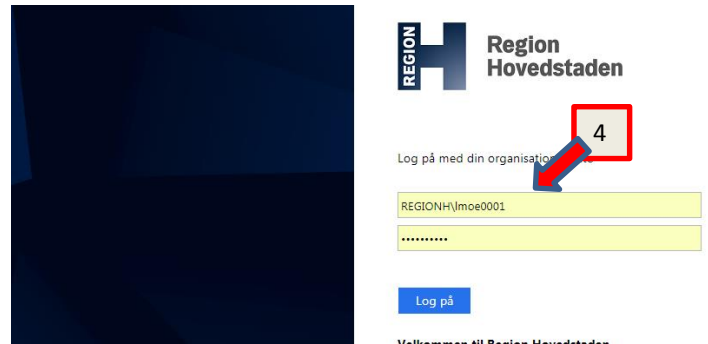 REGION
Region
Hovedstaden
4
Log på med din
REGIONH\lmoe0001
••••••••••
Log på
Velkommen til Region Hovedstaden